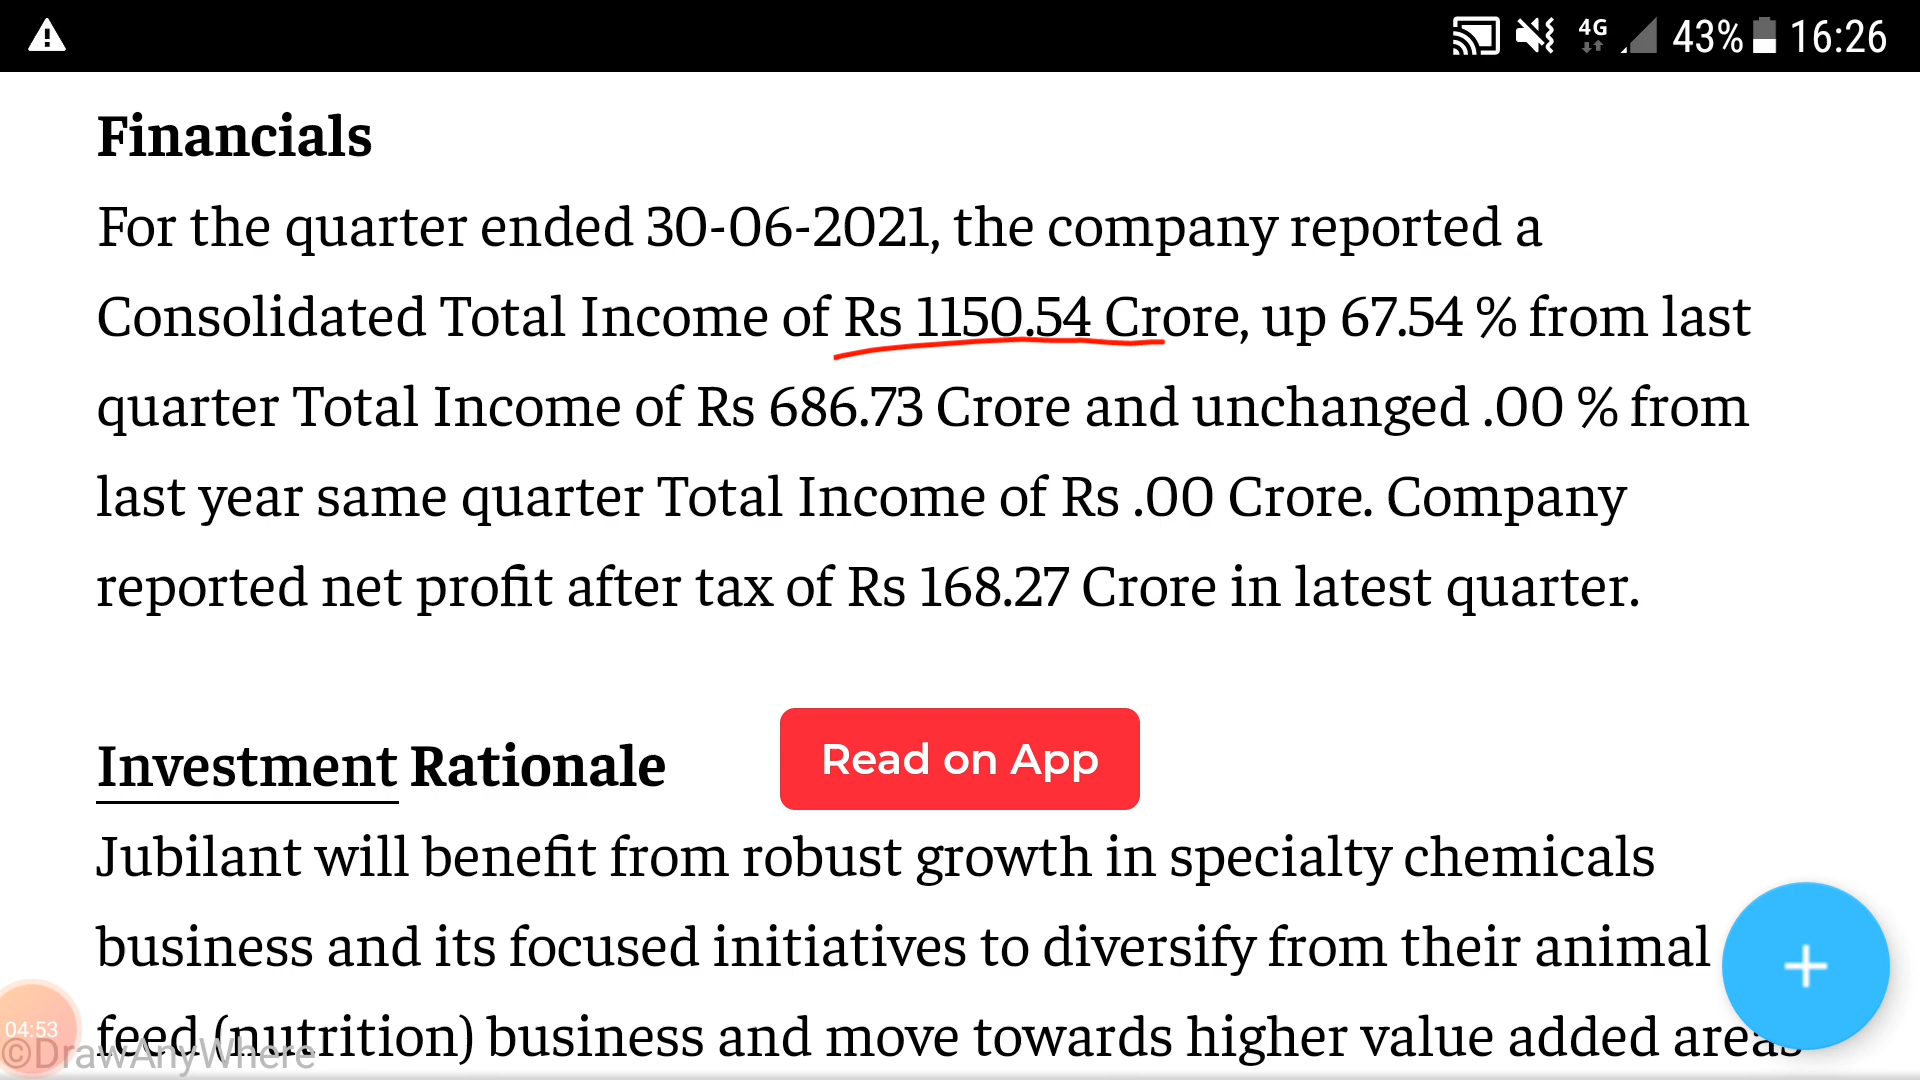 4G 43% 16:26
Financials
For the quarter ended 30-06-2021, the company reported a
Consolidated Total Income of Rs 1150.54 Crore, up 67.54 % from last
quarter Total Income of Rs 686.73 Crore and unchanged .00 % from
last year same quarter Total Income of Rs .00 Crore. Company
reported net profit after tax of Rs 168.27 Crore in latest quarter.
Investment Rationale
Read on App
Jubilant will benefit from robust growth in specialty chemicals
business and its focused initiatives to diversify from their animal
feed (nutrition) business and move towards higher value added areas
04:53
©DrawAnyWhere